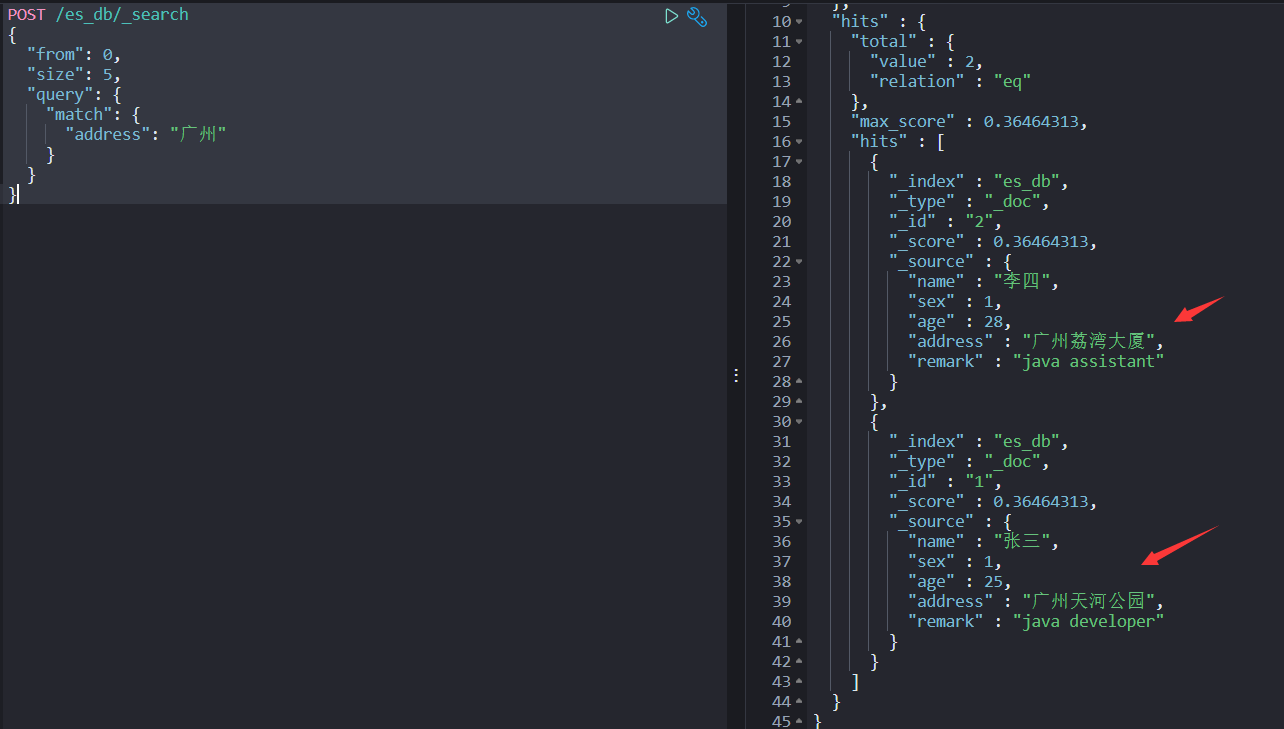 POST /es_db/_search
{
  "from": 0,
  "size": 5,
  "query": {
    "match": {
      "address": "广州"
    }
  }
}
10 "hits" : {
11 "total" : {
12 "value" : 2,
13 "relation" : "eq"
14 },
15 "max_score" : 0.36464313,
16 "hits" : [
17 {
18 "_index" : "es_db",
19 "_type" : "_doc",
20 "_id" : "2",
21 "_score" : 0.36464313,
22 "_source" : {
23 "name" : "李四",
24 "sex" : 1,
25 "age" : 28,
26 "address" : "广州荔湾大厦",
27 "remark" : "java assistant"
28 }
29 },
30 {
31 "_index" : "es_db",
32 "_type" : "_doc",
33 "_id" : "1",
34 "_score" : 0.36464313,
35 "_source" : {
36 "name" : "张三",
37 "sex" : 1,
38 "age" : 25,
39 "address" : "广州天河公园",
40 "remark" : "java developer"
41 }
42 }
43 ]
44 }
45 }